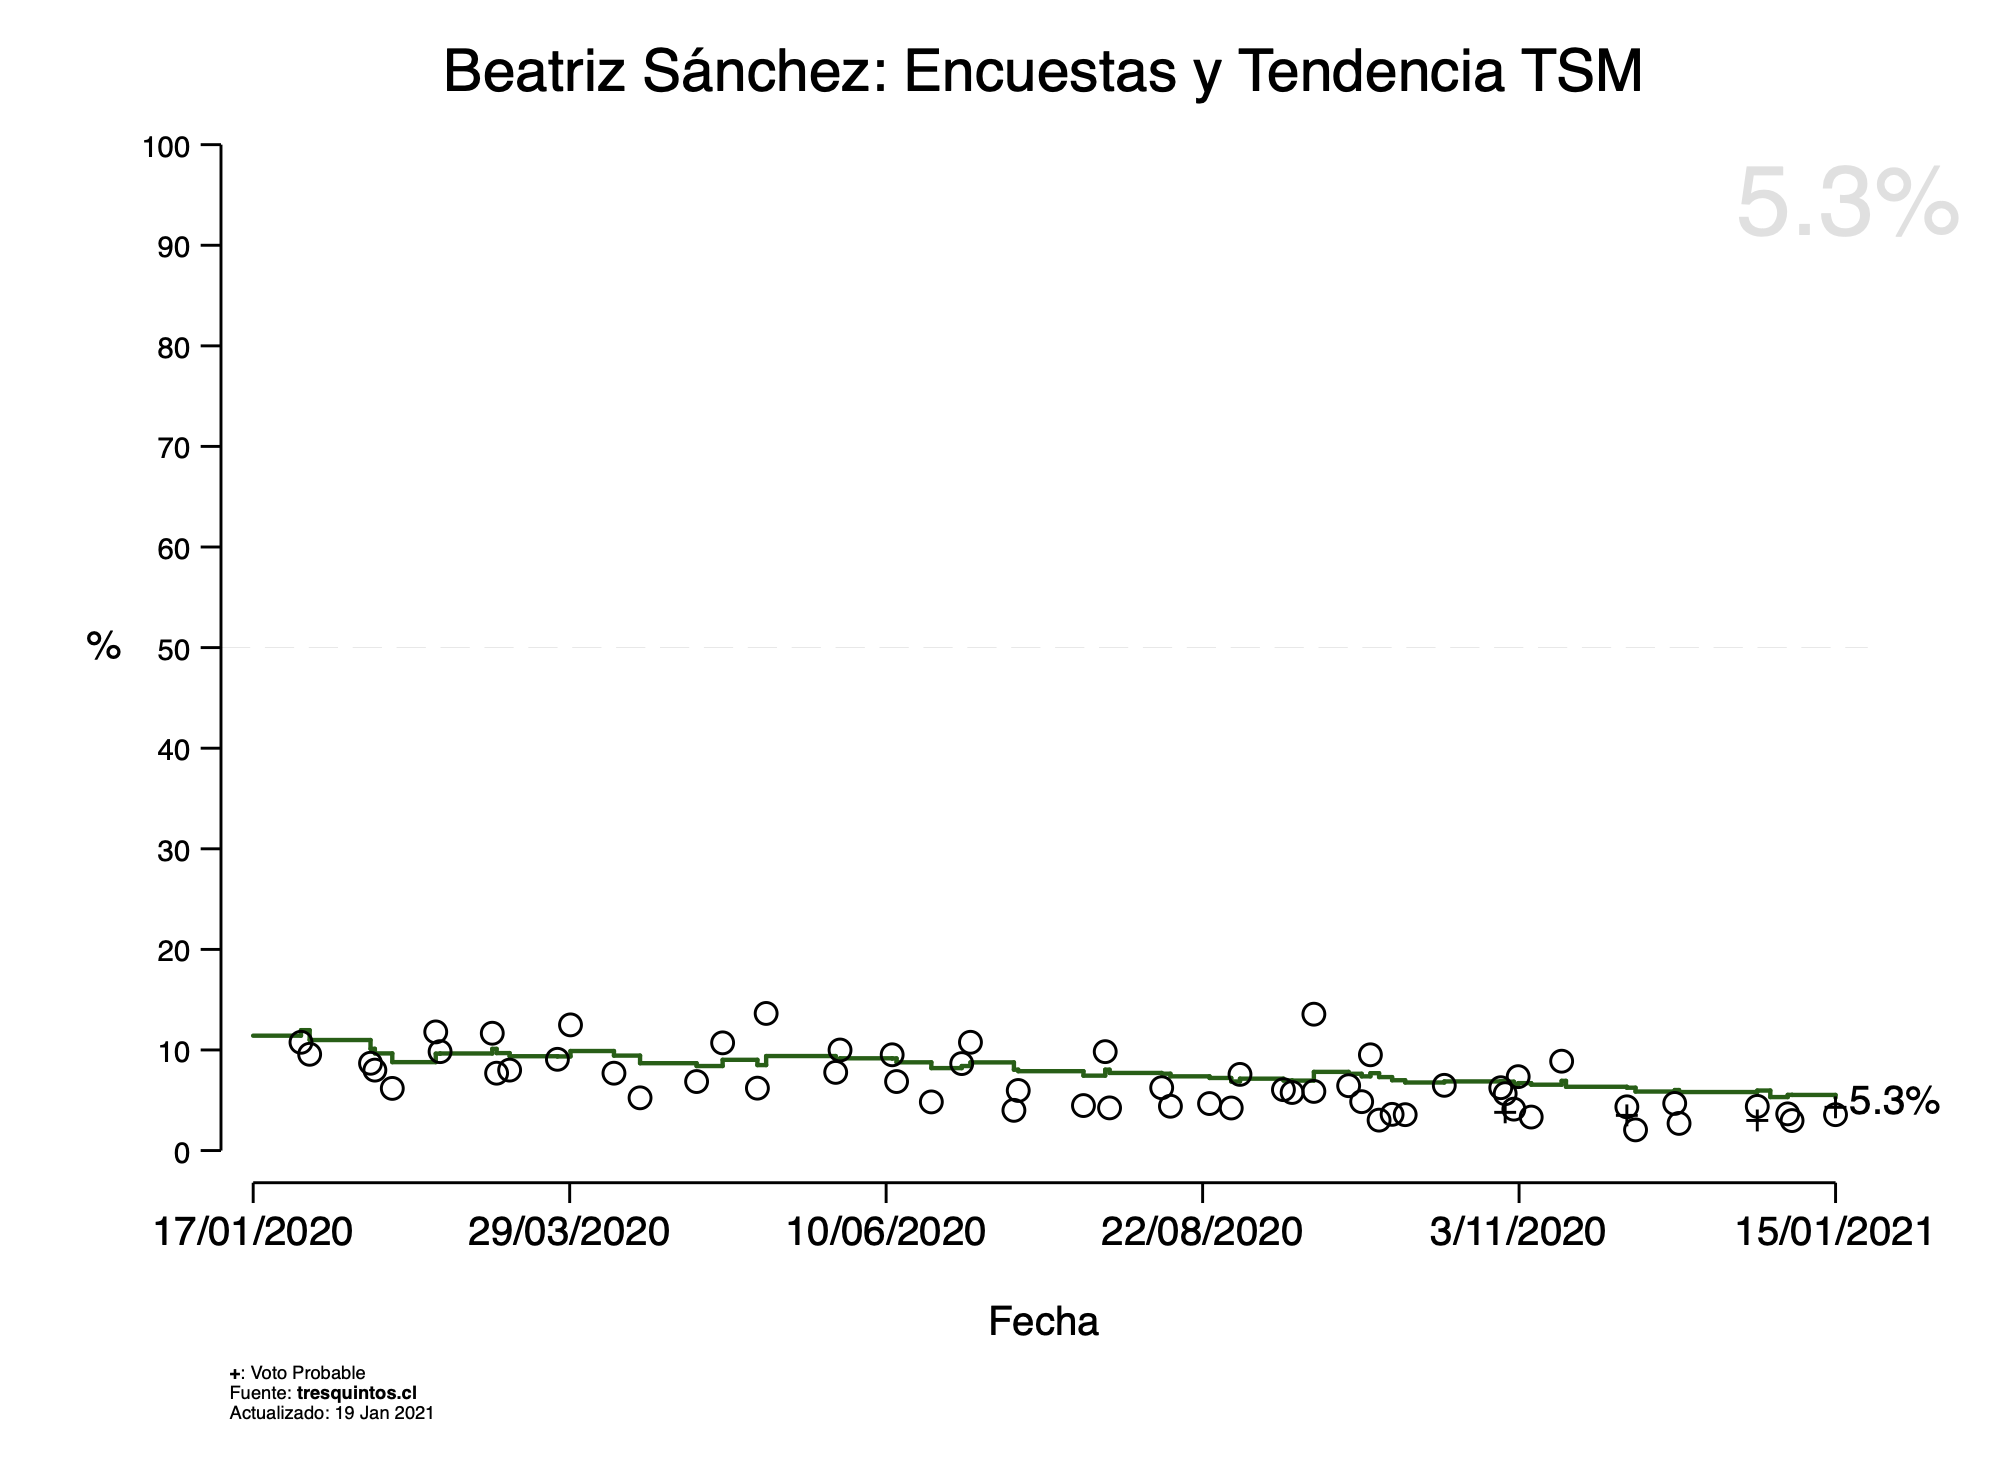 Beatriz Sánchez: Encuestas y Tendencia TSM
5.3%
100
90
80
70
60
% 50
40
30
20
10
0
5.3%
17/01/2020 29/03/2020 10/06/2020 22/08/2020 3/11/2020 15/01/2021
Fecha
+: Voto Probable
Fuente: tresquintos.cl
Actualizado: 19 Jan 2021